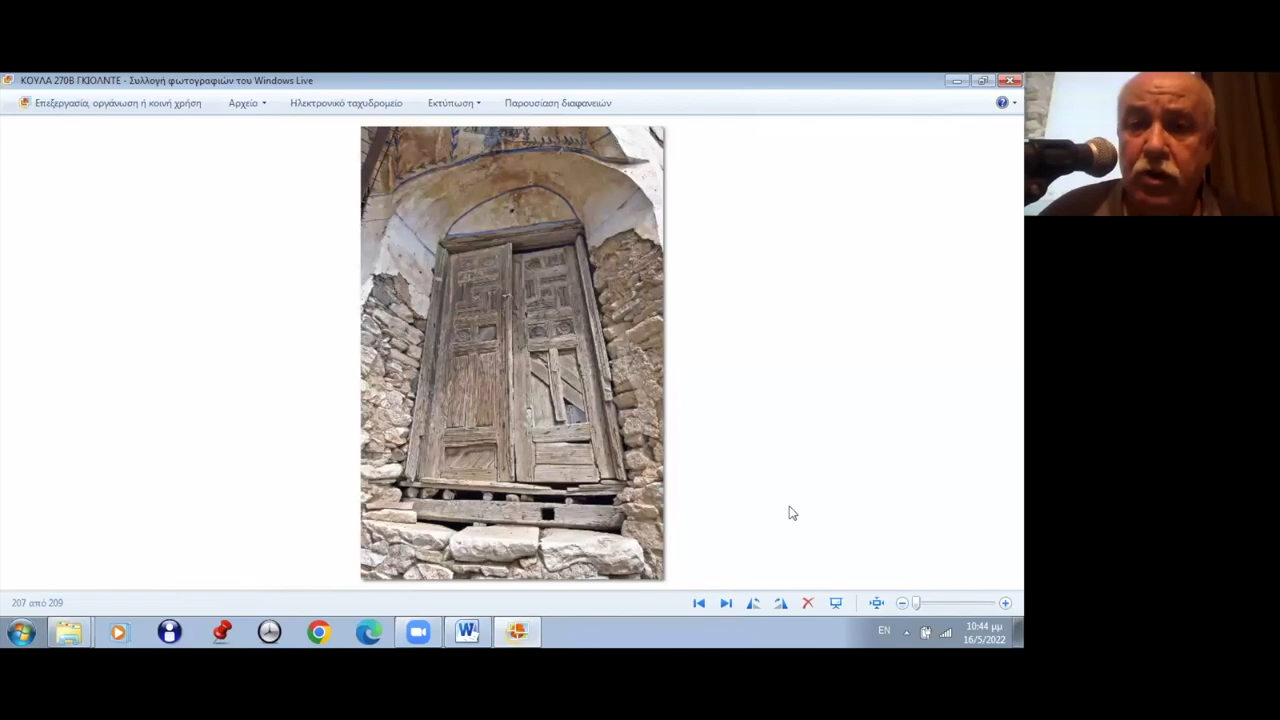 ΚΟΥΛΑ 270Β ΓΚΙΟΛΝΤΕ - Συλλογή φωτογραφιών του Windows Live
Επεξεργασία, οργάνωση ή κοινή χρήση Αρχείο Ηλεκτρονικό ταχυδρομείο Εκτύπωση Παρουσίαση διαφανειών
207 από 209
EN
10:44 μμ
16/5/2022